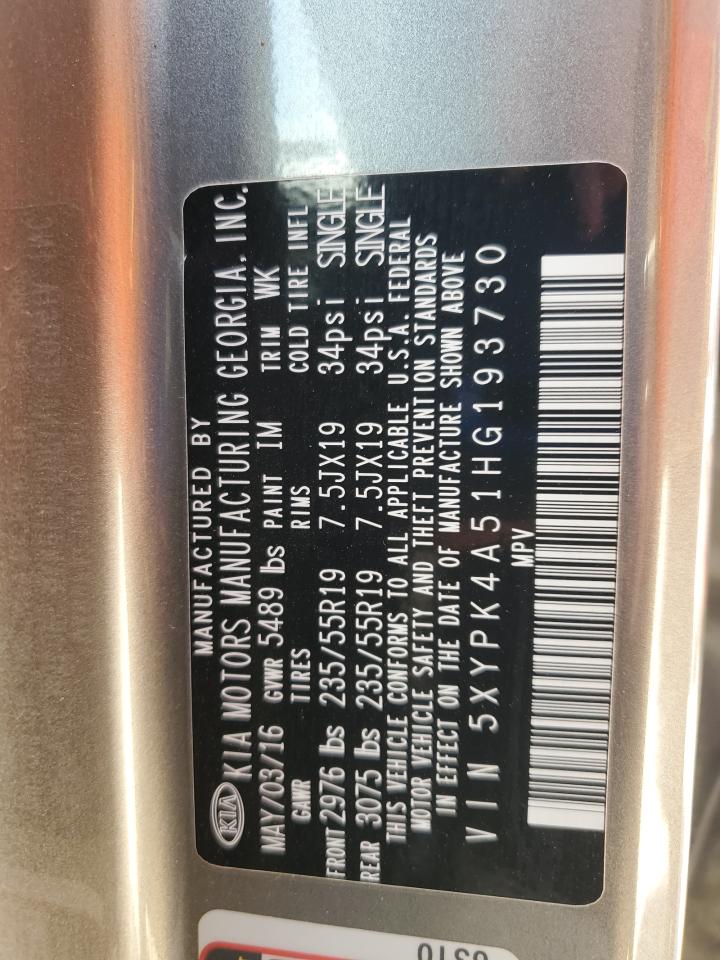 MANUFACTURED BY
KIA KIA MOTORS MANUFACTURING GEORGIA, INC.
MAY/03/16 GVWR 5489 lbs PAINT IM TRIM WK
GAWR TIRES RIMS COLD TIRE INFL
FRONT 2976 lbs 235/55R19 7.5JX19 34psi SINGLE
REAR 3075 lbs 235/55R19 7.5JX19 34psi SINGLE
THIS VEHICLE CONFORMS TO ALL APPLICABLE U.S.A. FEDERAL
MOTOR VEHICLE SAFETY AND THEFT PREVENTION STANDARDS
IN EFFECT ON THE DATE OF MANUFACTURE SHOWN ABOVE
VIN 5XYPK4A51HG193730
MPV